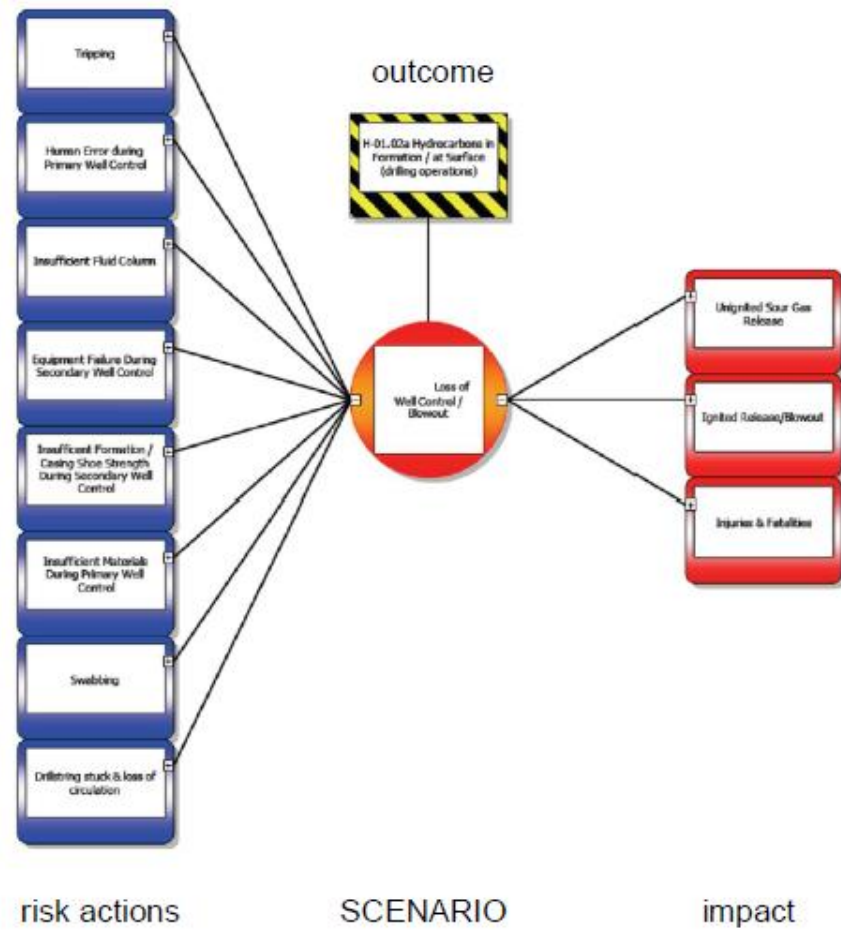 Tripping
Human Error during
Primary Well Control
Insufficient Fluid Column
Equipment Failure During
Secondary Well Control
Insufficient Formation /
Casing Shoe Strength
During Secondary Well
Control
Insufficient Materials
During Primary Well
Control
Swabbing
Drillstring stuck & loss of
circulation
outcome
H-01.02a Hydrocarbons in
Formation / at Surface
(drilling operations)
Loss of
Well Control /
Blowout
Unignited Sour Gas
Release
Ignited Release/Blowout
Injuries & Fatalities
risk actions
SCENARIO
impact